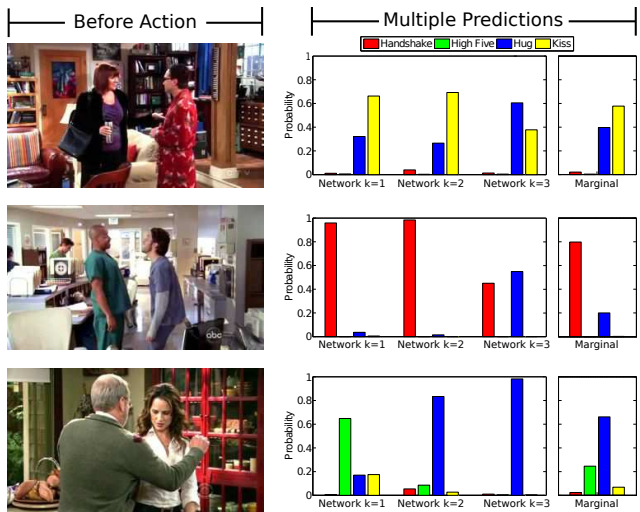 Before Action
Multiple Predictions
Handshake High Five Hug Kiss
Probability
1
0.8
0.6
0.4
0.2
0
Network k=1 Network k=2 Network k=3 Marginal
abc
Probability
1
0.8
0.6
0.4
0.2
0
Network k=1 Network k=2 Network k=3 Marginal
Probability
1
0.8
0.6
0.4
0.2
0
Network k=1 Network k=2 Network k=3 Marginal